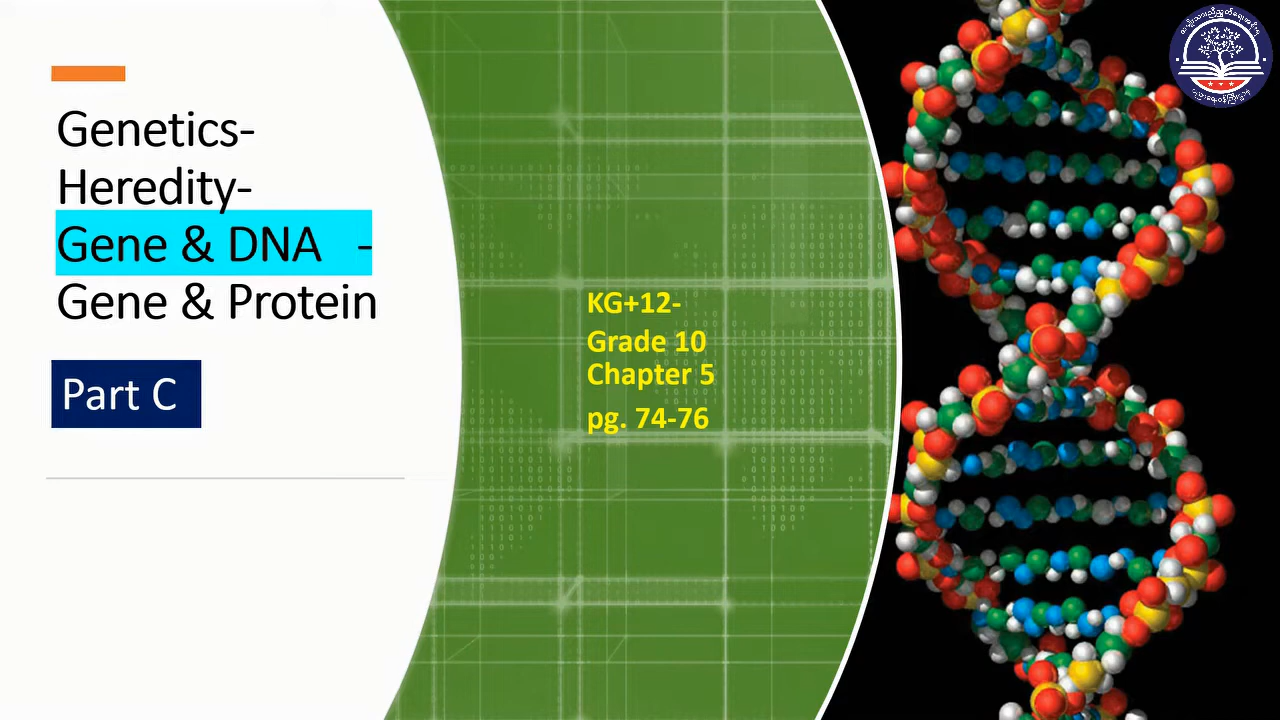 Genetics-
Heredity-
Gene & DNA -
Gene & Protein
Part C
KG+12-
Grade 10
Chapter 5
pg. 74-76